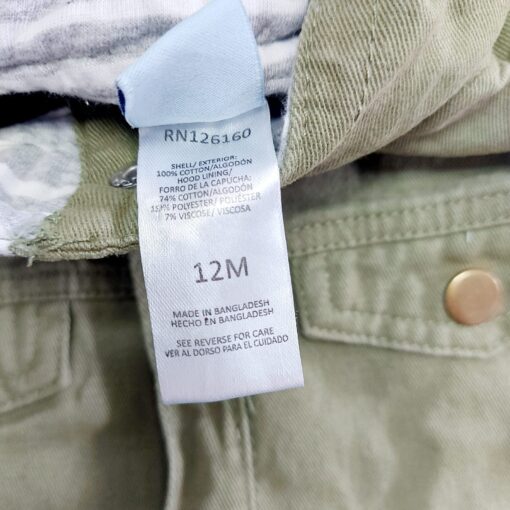 RN126160
SHELL/ EXTERIOR:
100% COTTON/ALGODÓN
HOOD LINING/
FORRO DE LA CAPUCHA:
74% COTTON/ALGODÓN
POLYESTER/ POLIÉSTER
7% VISCOSE/ VISCOSA
12M
MADE IN BANGLADESH
HECHO EN BANGLADESH
SEE REVERSE FOR CARE
VER AL DORSO PARA EL CUIDADO